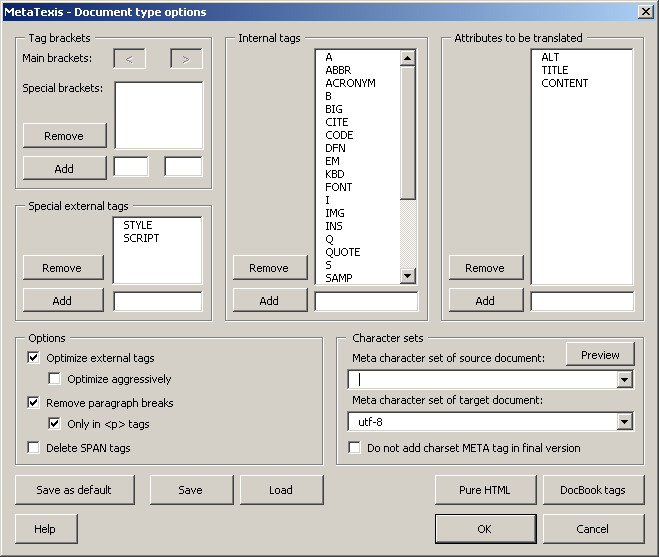 MetaTexis - Document type options
Tag brackets
Main brackets:
<
>
Special brackets:
Remove
Add
Special external tags
STYLE
SCRIPT
Remove
Add
Internal tags
A
ABBR
ACRONYM
B
BIG
CITE
CODE
DFN
EM
KBD
FONT
I
IMG
INS
Q
QUOTE
S
SAMP
Remove
Add
Attributes to be translated
ALT
TITLE
CONTENT
Remove
Add
Options
Optimize external tags
Optimize aggressively
Remove paragraph breaks
Only in <p> tags
Delete SPAN tags
Character sets
Meta character set of source document:
Preview
Meta character set of target document:
utf-8
Do not add charset META tag in final version
Save as default
Save
Load
Pure HTML
DocBook tags
Help
OK
Cancel